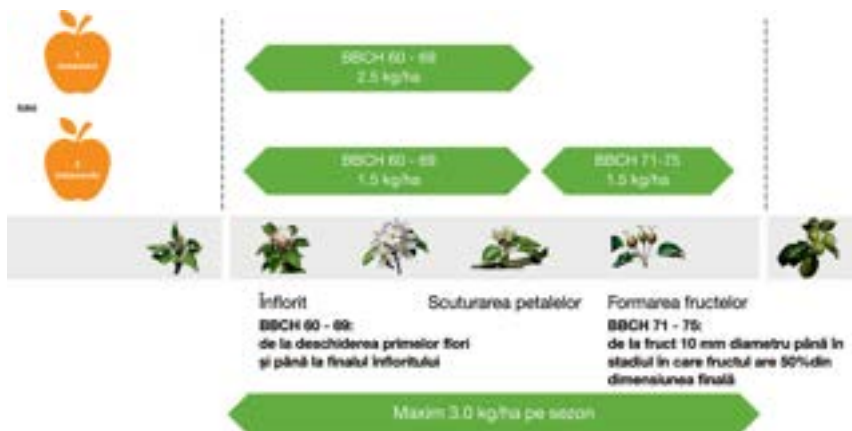 1
BBCH 60 - 69
2.5 kg/ha
sau
2
BBCH 60 - 69
1.5 kg/ha
BBCH 71-75
1.5 kg/ha
Înflorit
BBCH 60 - 69:
de la deschiderea primelor flori
și până la finalul înfloritului
Scuturarea petalelor
Formarea fructelor
BBCH 71 - 75:
de la fruct 10 mm diametru până în
stadiul în care fructul are 50%din
dimensiunea finală
Maxim 3.0 kg/ha pe sezon